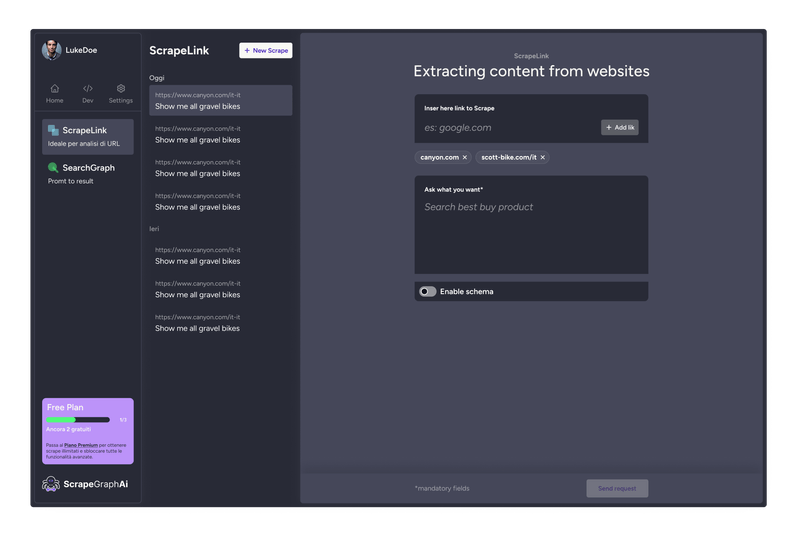 LukeDoe
Home
Dev
Settings
ScrapeLink
Ideale per analisi di URL
SearchGraph
Promt to result
Free Plan
Ancora 2 gratuiti
Passa al Piano Premium per ottenere
scrape illimitati e sbloccare tutte le
funzionalità avanzate.
ScrapeGraphAi
ScrapeLink
+ New Scrape
Oggi
https://www.canyon.com/it-it
Show me all gravel bikes
https://www.canyon.com/it-it
Show me all gravel bikes
https://www.canyon.com/it-it
Show me all gravel bikes
https://www.canyon.com/it-it
Show me all gravel bikes
Ieri
https://www.canyon.com/it-it
Show me all gravel bikes
https://www.canyon.com/it-it
Show me all gravel bikes
https://www.canyon.com/it-it
Show me all gravel bikes
ScrapeLink
Extracting content from websites
Inser here link to Scrape
es: google.com
+ Add lik
canyon.com ×
scott-bike.com/it ×
Ask what you want*
Search best buy product
Enable schema
*mandatory fields
Send request